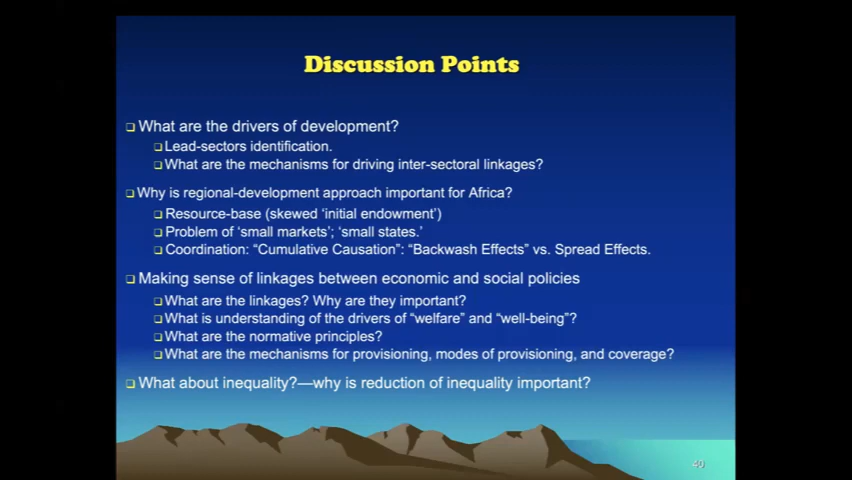 Discussion Points
What are the drivers of development?
Lead-sectors identification.
What are the mechanisms for driving inter-sectoral linkages?
Why is regional-development approach important for Africa?
Resource-base (skewed 'initial endowment')
Problem of 'small markets'; 'small states.'
Coordination: "Cumulative Causation": "Backwash Effects" vs. Spread Effects.
Making sense of linkages between economic and social policies
What are the linkages? Why are they important?
What is understanding of the drivers of "welfare" and "well-being"?
What are the normative principles?
What are the mechanisms for provisioning, modes of provisioning, and coverage?
What about inequality?—why is reduction of inequality important?
40